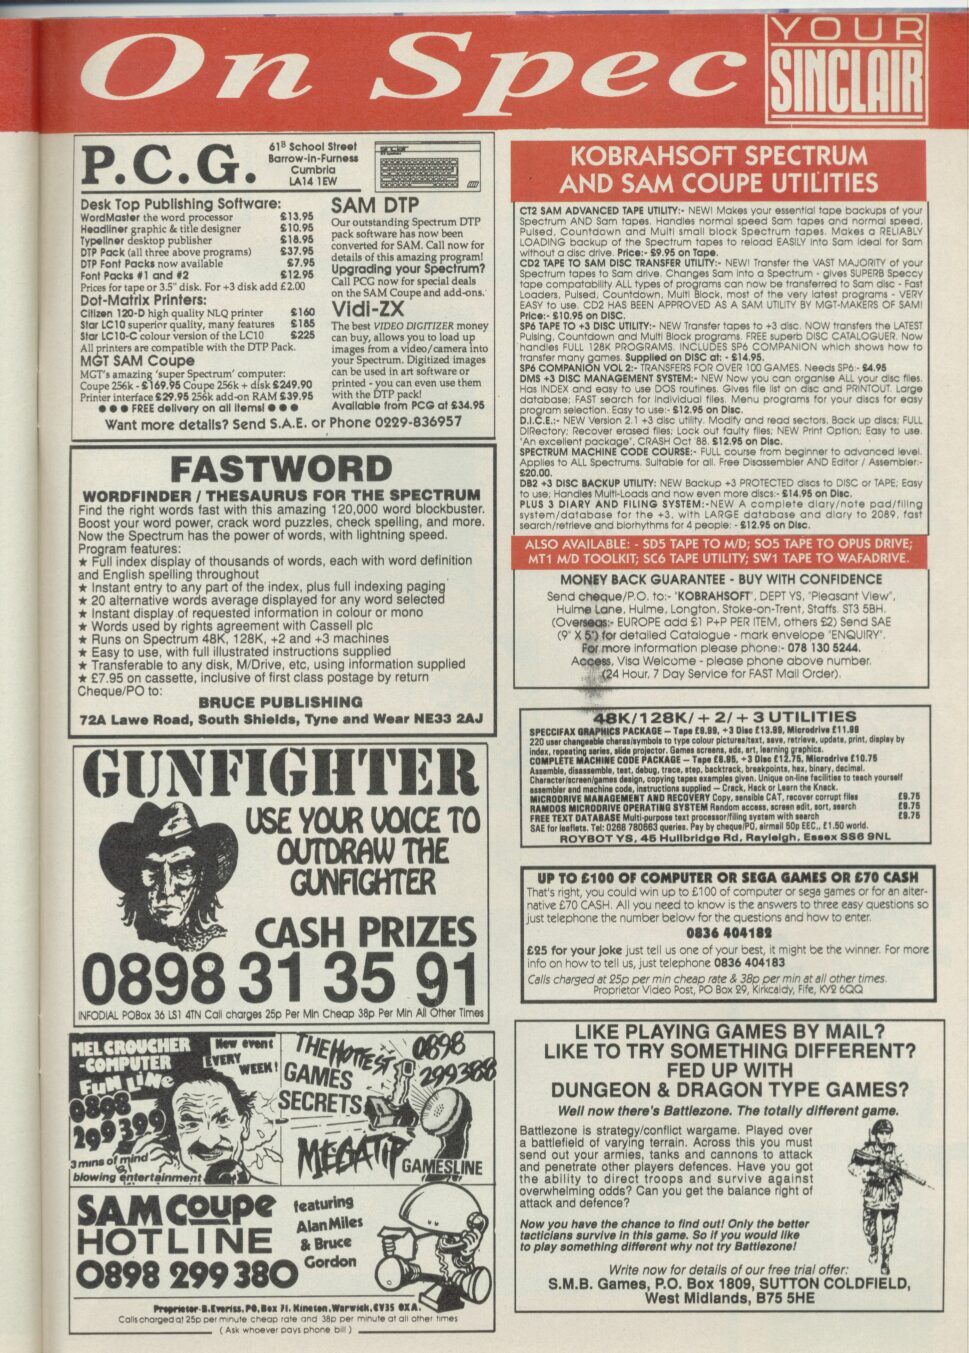 On Spec
YOUR
SINCLAIR
P.C.G.
61B School Street
Barrow-in-Furness
Cumbria
LA14 1EW
sinclair
Desk Top Publishing Software:
WordMaster the word processor £13.95
Headliner graphic & title designer £10.95
Typeliner desktop publisher £18.95
DTP Pack (all three above programs) £37.95
DTP Font Packs now available £7.95
Font Packs #1 and #2 £12.95
Prices for tape or 3.5" disk. For +3 disk add £2.00
Dot-Matrix Printers:
Citizen 120-D high quality NLQ printer £160
Star LC10 superior quality, many features £185
Star LC10-C colour version of the LC10 £225
All printers are compatible with the DTP Pack.
MGT SAM Coupe
MGT's amazing 'super Spectrum' computer:
Coupe 256k - £169.95 Coupe 256k + disk £249.90
Printer interface £29.95 256k add-on RAM £39.95
● ● ● FREE delivery on all items! ● ● ●
SAM DTP
Our outstanding Spectrum DTP
pack software has now been
converted for SAM. Call now for
details of this amazing program!
Upgrading your Spectrum?
Call PCG now for special deals
on the SAM Coupe and add-ons.
Vidi-ZX
The best VIDEO DIGITIZER money
can buy, allows you to load up
images from a video/camera into
your Spectrum. Digitized images
can be used in art software or
printed - you can even use them
with the DTP pack!
Available from PCG at £34.95
Want more details? Send S.A.E. or Phone 0229-836957
FASTWORD
WORDFINDER / THESAURUS FOR THE SPECTRUM
Find the right words fast with this amazing 120,000 word blockbuster.
Boost your word power, crack word puzzles, check spelling, and more.
Now the Spectrum has the power of words, with lightning speed.
Program features:
★ Full index display of thousands of words, each with word definition
and English spelling throughout
★ Instant entry to any part of the index, plus full indexing paging
★ 20 alternative words average displayed for any word selected
★ Instant display of requested information in colour or mono
★ Words used by rights agreement with Cassell plc
★ Runs on Spectrum 48K, 128K, +2 and +3 machines
★ Easy to use, with full illustrated instructions supplied
★ Transferable to any disk, M/Drive, etc, using information supplied
★ £7.95 on cassette, inclusive of first class postage by return
Cheque/PO to:
BRUCE PUBLISHING
72A Lawe Road, South Shields, Tyne and Wear NE33 2AJ
GUNFIGHTER
USE YOUR VOICE TO
OUTDRAW THE
GUNFIGHTER
CASH PRIZES
0898 31 35 91
INFODIAL POBox 36 LS1 4TN Call charges 25p Per Min Cheap 38p Per Min All Other Times
MEL CROUCHER
-COMPUTER
FUN LINE
0898
299399
New event
EVERY
WEEK!
3 mins of mind
blowing entertainment
THE HOTTEST
GAMES
SECRETS
0898
299388
MEGATIP
GAMESLINE
SAM COUPE
HOTLINE
0898 299 380
featuring
Alan Miles
& Bruce
Gordon
Proprietor-B.Everiss, PO.Box 71, Kineton, Warwick, CV35 0XA.
Calls charged at 25p per minute cheap rate and 38p per minute at all other times
( Ask whoever pays phone bill )
KOBRAHSOFT SPECTRUM
AND SAM COUPE UTILITIES
CT2 SAM ADVANCED TAPE UTILITY:- NEW! Makes your essential tape backups of your
Spectrum AND Sam tapes. Handles normal speed Sam tapes and normal speed,
Pulsed, Countdown and Multi small block Spectrum tapes. Makes a RELIABLY
LOADING backup of the Spectrum tapes to reload EASILY into Sam Ideal for Sam
without a disc drive. Price:- £9.95 on Tape.
CD2 TAPE TO SAM DISC TRANSFER UTILITY:- NEW! Transfer the VAST MAJORITY of your
Spectrum tapes to Sam drive. Changes Sam into a Spectrum - gives SUPERB Speccy
tape compatability ALL types of programs can now be transferred to Sam disc - Fast
Loaders, Pulsed, Countdown, Multi Block, most of the very latest programs - VERY
EASY to use. CD2 HAS BEEN APPROVED AS A SAM UTILITY BY MGT-MAKERS OF SAM!
Price:- £10.95 on DISC.
SP6 TAPE TO +3 DISC UTILITY:- NEW Transfer tapes to +3 disc. NOW transfers the LATEST
Pulsing, Countdown and Multi Block programs. FREE superb DISC CATALOGUER. Now
handles FULL 128K PROGRAMS. INCLUDES SP6 COMPANION which shows how to
transfer many games. Supplied on DISC at: - £14.95.
SP6 COMPANION VOL 2:- TRANSFERS FOR OVER 100 GAMES. Needs SP6:- £4.95
DMS +3 DISC MANAGEMENT SYSTEM:- NEW Now you can organise ALL your disc files.
Has INDEX and easy to use DOS routines. Gives file list on disc and PRINTOUT. Large
database; FAST search for individual files. Menu programs for your discs for easy
program selection. Easy to use:- £12.95 on Disc.
D.I.C.E.:- NEW Version 2.1 +3 disc utility. Modify and read sectors. Back up discs; FULL
DIRectory; Recover erased files; Lock out faulty files; NEW Print Option; Easy to use.
"An excellent package", CRASH Oct '88. £12.95 on Disc.
SPECTRUM MACHINE CODE COURSE:- FULL course from beginner to advanced level.
Applies to ALL Spectrums. Suitable for all. Free Disassembler AND Editor / Assembler:-
£20.00.
DB2 +3 DISC BACKUP UTILITY: NEW Backup +3 PROTECTED discs to DISC or TAPE; Easy
to use; Handles Multi-Loads and now even more discs:- £14.95 on Disc.
PLUS 3 DIARY AND FILING SYSTEM:-NEW A complete diary/note pad/filing
system/database for the +3, with LARGE database and diary to 2089, fast
search/retrieve and biorhythms for 4 people: - £12.95 on Disc.
ALSO AVAILABLE: - SD5 TAPE TO M/D; SO5 TAPE TO OPUS DRIVE;
MT1 M/D TOOLKIT; SC6 TAPE UTILITY; SW1 TAPE TO WAFADRIVE.
MONEY BACK GUARANTEE - BUY WITH CONFIDENCE
Send cheque/P.O. to:- "KOBRAHSOFT", DEPT YS, "Pleasant View",
Hulme Lane, Hulme, Longton, Stoke-on-Trent, Staffs. ST3 5BH.
(Overseas:- EUROPE add £1 P+P PER ITEM, others £2) Send SAE
(9" X 5") for detailed Catalogue - mark envelope "ENQUIRY".
For more information please phone:- 078 130 5244.
Access, Visa Welcome - please phone above number.
(24 Hour, 7 Day Service for FAST Mail Order).
48K/128K/+2/+3 UTILITIES
SPECCIFAX GRAPHICS PACKAGE — Tape £9.99, +3 Disc £13.99, Microdrive £11.99
220 user changeable charas/symbols to type colour pictures/text, save, retrieve, update, print, display by
index, repeating series, slide projector. Games screens, ads, art, learning graphics.
COMPLETE MACHINE CODE PACKAGE — Tape £8.95, +3 Disc £12.75, Microdrive £10.75
Assemble, disassemble, test, debug, trace, step, backtrack, breakpoints, hex, binary, decimal.
Character/screen/games design, copying tapes examples given. Unique on-line facilities to teach yourself
assembler and machine code, instructions supplied — Crack, Hack or Learn the Knack.
MICRODRIVE MANAGEMENT AND RECOVERY Copy, sensible CAT, recover corrupt files £9.75
RAMDOS MICRODRIVE OPERATING SYSTEM Random access, screen edit, sort, search £9.75
FREE TEXT DATABASE Multi-purpose text processor/filing system with search £9.75
SAE for leaflets. Tel: 0268 780663 queries. Pay by cheque/PO, airmail 50p EEC., £1.50 world.
ROYBOT YS, 45 Hullbridge Rd, Rayleigh, Essex SS6 9NL
UP TO £100 OF COMPUTER OR SEGA GAMES OR £70 CASH
That's right, you could win up to £100 of computer or sega games or for an alter-
native £70 CASH. All you need to know is the answers to three easy questions so
just telephone the number below for the questions and how to enter.
0836 404182
£25 for your joke just tell us one of your best, it might be the winner. For more
info on how to tell us, just telephone 0836 404183
Calls charged at 25p per min cheap rate & 38p per min at all other times.
Proprietor Video Post, PO Box 29, Kirkcaldy, Fife, KY2 6QQ
LIKE PLAYING GAMES BY MAIL?
LIKE TO TRY SOMETHING DIFFERENT?
FED UP WITH
DUNGEON & DRAGON TYPE GAMES?
Well now there's Battlezone. The totally different game.
Battlezone is strategy/conflict wargame. Played over
a battlefield of varying terrain. Across this you must
send out your armies, tanks and cannons to attack
and penetrate other players defences. Have you got
the ability to direct troops and survive against
overwhelming odds? Can you get the balance right of
attack and defence?
Now you have the chance to find out! Only the better
tacticians survive in this game. So if you would like
to play something different why not try Battlezone!
Write now for details of our free trial offer:
S.M.B. Games, P.O. Box 1809, SUTTON COLDFIELD,
West Midlands, B75 5HE